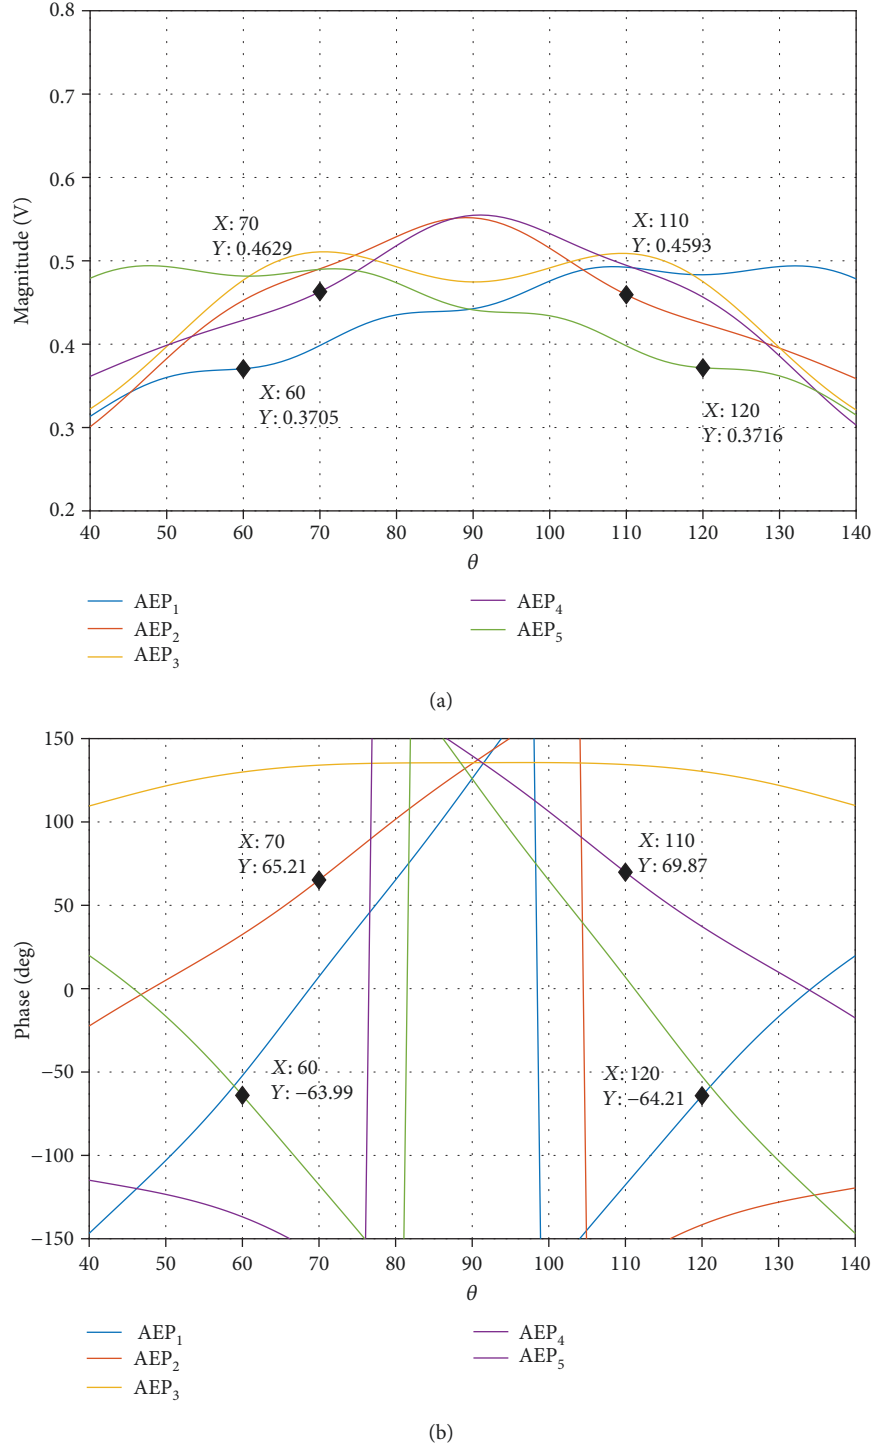 0.8
0.7
0.6
0.5
0.4
0.3
0.2
Magnitude (V)
X: 70
Y: 0.4629
X: 110
Y: 0.4593
X: 60
Y: 0.3705
X: 120
Y: 0.3716
40 50 60 70 80 90 100 110 120 130 140
θ
AEP₁
AEP₂
AEP₃
AEP₄
AEP₅
(a)
150
100
50
0
−50
−100
−150
Phase (deg)
X: 70
Y: 65.21
X: 110
Y: 69.87
X: 60
Y: −63.99
X: 120
Y: −64.21
40 50 60 70 80 90 100 110 120 130 140
θ
AEP₁
AEP₂
AEP₃
AEP₄
AEP₅
(b)